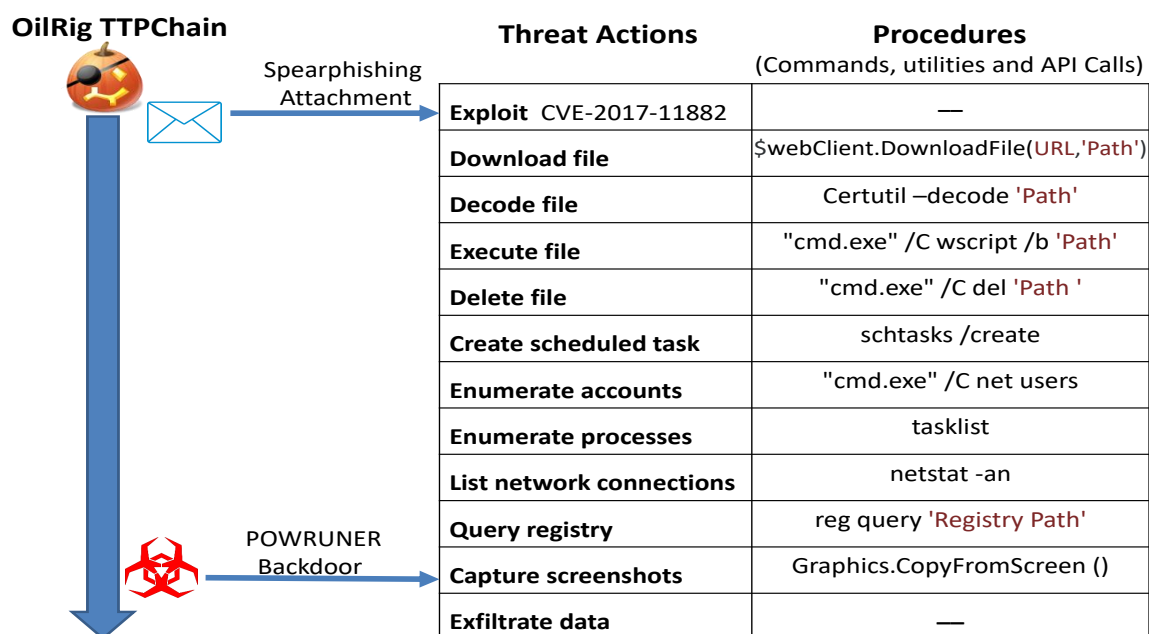 OilRig TTPChain
Spearphishing
Attachment
POWRUNER
Backdoor
Threat Actions Procedures
(Commands, utilities and API Calls)
Exploit CVE-2017-11882 —
Download file $webClient.DownloadFile(URL,'Path')
Decode file Certutil –decode 'Path'
Execute file "cmd.exe" /C wscript /b 'Path'
Delete file "cmd.exe" /C del 'Path '
Create scheduled task schtasks /create
Enumerate accounts "cmd.exe" /C net users
Enumerate processes tasklist
List network connections netstat -an
Query registry reg query 'Registry Path'
Capture screenshots Graphics.CopyFromScreen ()
Exfiltrate data —